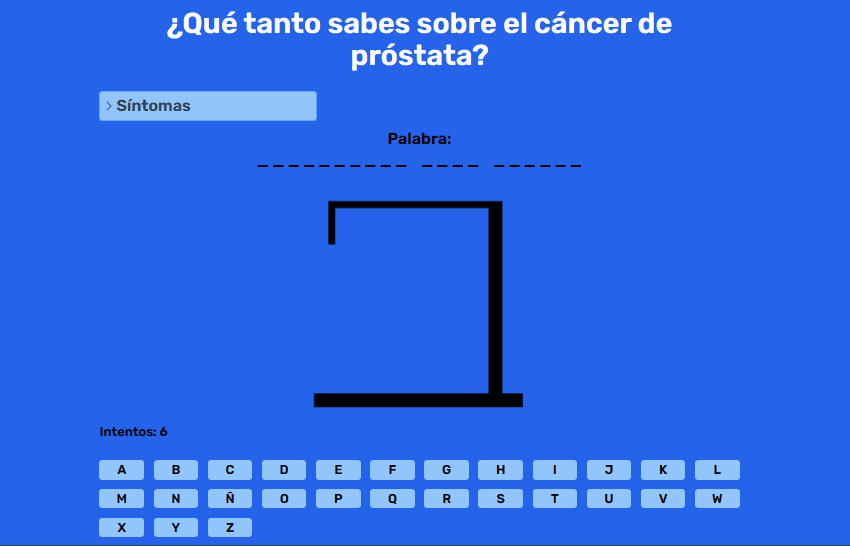 ¿Qué tanto sabes sobre el cáncer de
próstata?
> Síntomas
Palabra:
_ _ _ _ _ _ _ _ _ _ _ _ _ _ _ _ _ _ _ _
Intentos: 6
A B C D E F G H I J K L
M N Ñ O P Q R S T U V W
X Y Z